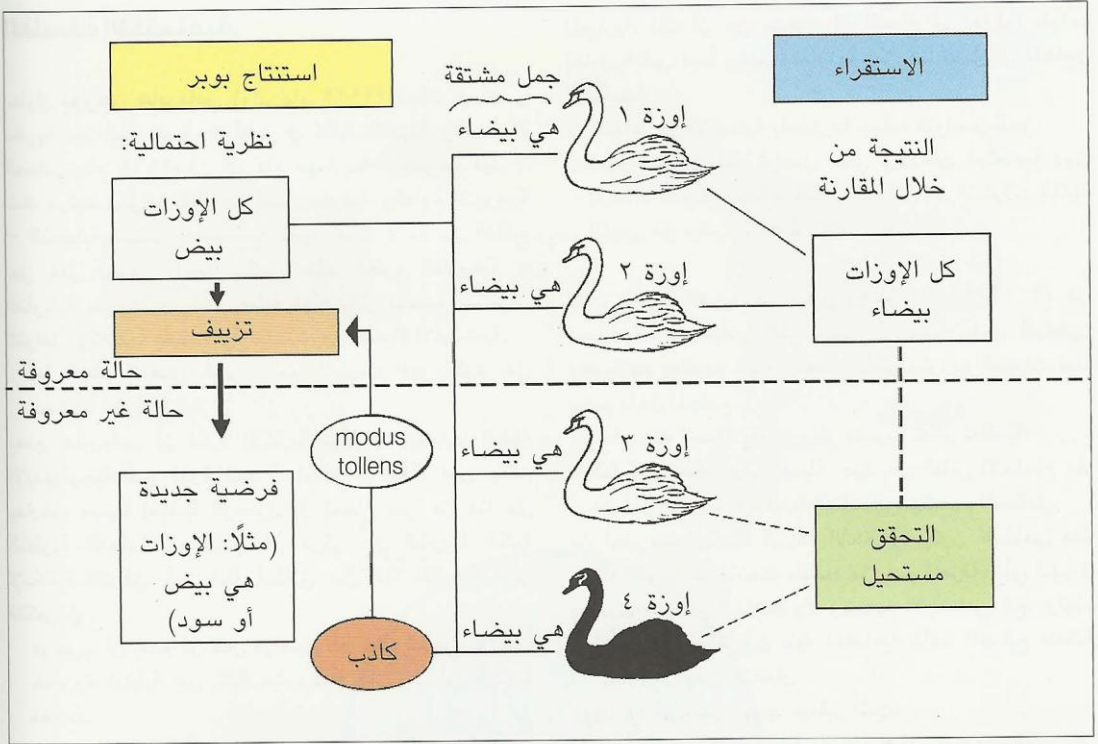 الاستقراء
النتيجة من
خلال المقارنة
كل الإوزات
بيضاء
التحقق
مستحيل
جمل مشتقة
إوزة ١
هي بيضاء
إوزة ٢
هي بيضاء
إوزة ٣
هي بيضاء
إوزة ٤
هي بيضاء
استنتاج بوبر
نظرية احتمالية:
كل الإوزات
بيض
تزييف
حالة معروفة
حالة غير معروفة
modus
tollens
فرضية جديدة
(مثلًا: الإوزات
هي بيض
أو سود)
كاذب